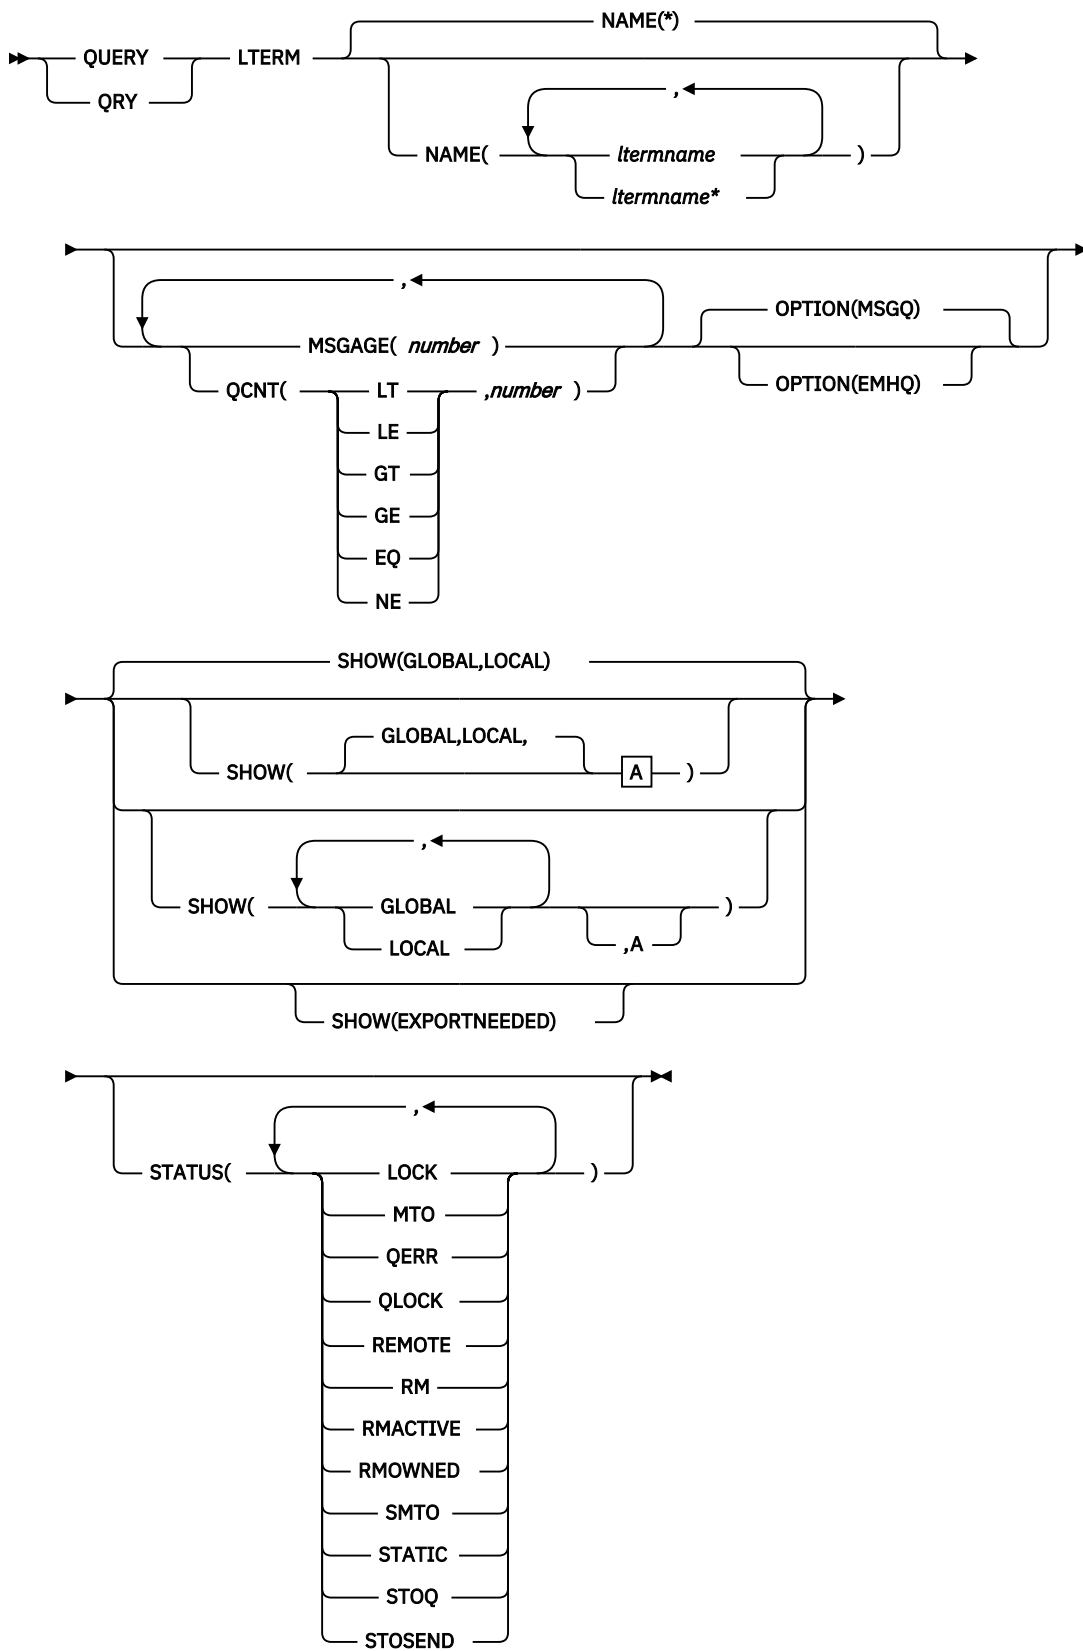 NAME(*)
QUERY LTERM
QRY
,
NAME( ltermname )
ltermname*
,
OPTION(MSGQ)
MSGAGE( number )
OPTION(EMHQ)
QCNT( LT ,number )
LE
GT
GE
EQ
NE
SHOW(GLOBAL,LOCAL)
GLOBAL,LOCAL,
SHOW( A )
,
SHOW( GLOBAL )
LOCAL ,A
SHOW(EXPORTNEEDED)
,
STATUS( LOCK )
MTO
QERR
QLOCK
REMOTE
RM
RMACTIVE
RMOWNED
SMTO
STATIC
STOQ
STOSEND